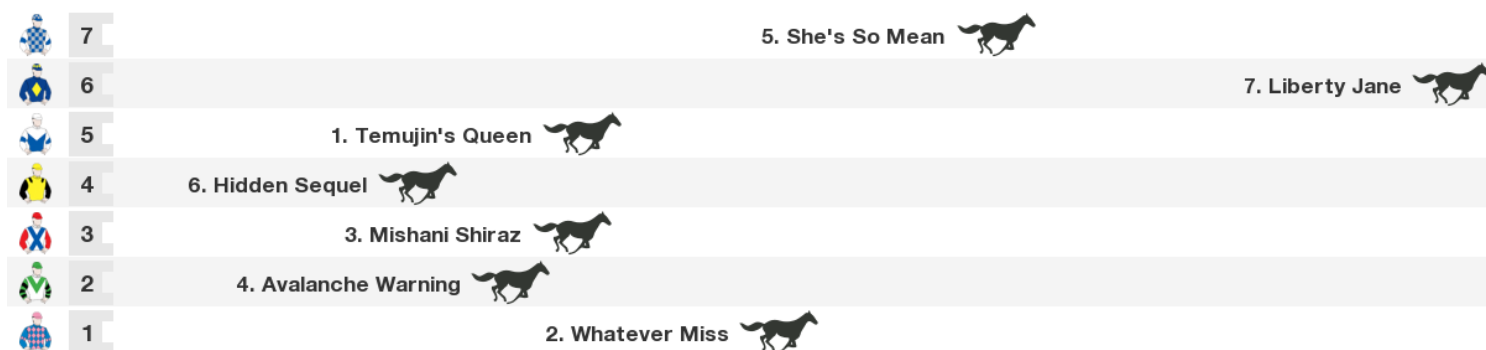 7 5. She's So Mean
6 7. Liberty Jane
5 1. Temujin's Queen
4 6. Hidden Sequel
3 3. Mishani Shiraz
2 4. Avalanche Warning
1 2. Whatever Miss